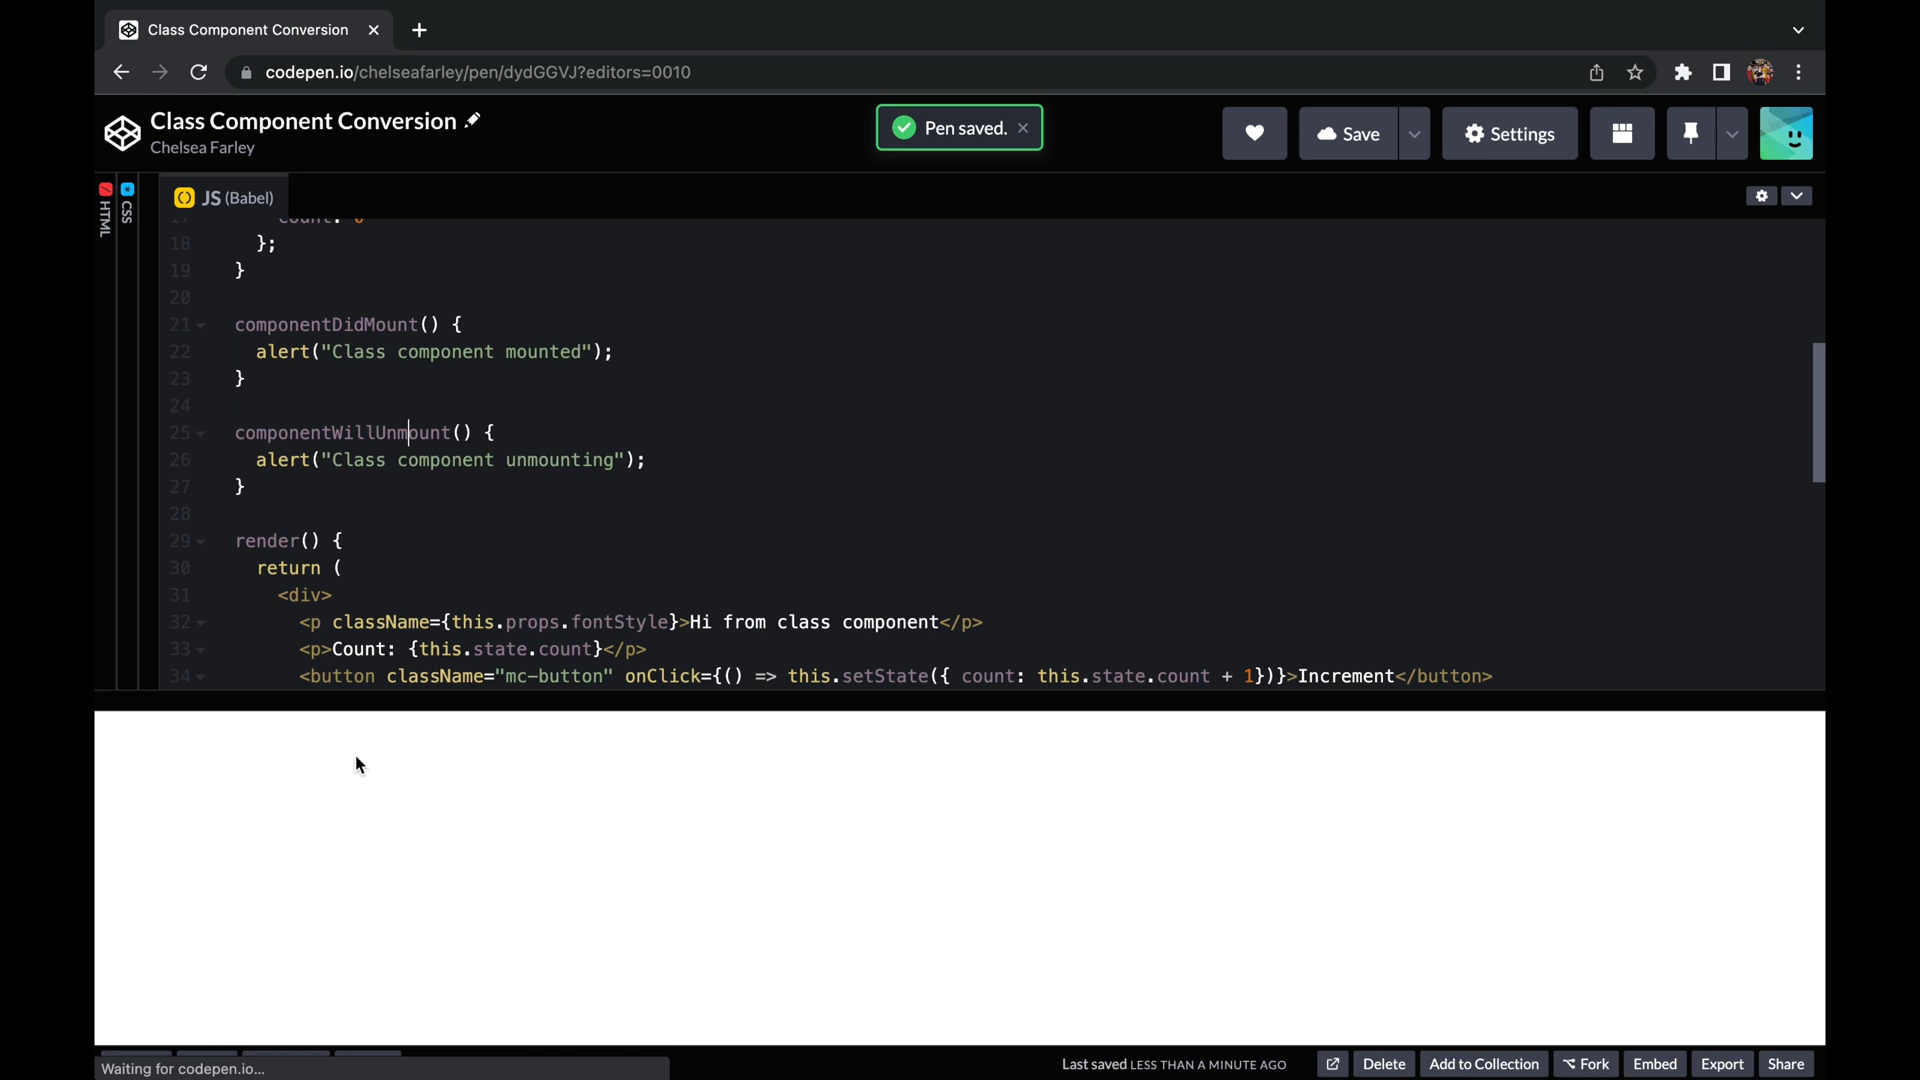 Class Component Conversion
codepen.io/chelseafarley/pen/dydGGVJ?editors=0010
Class Component Conversion
Chelsea Farley
Pen saved.
Save
Settings
HTML
CSS
JS (Babel)
17 count: 0
18 };
19 }
20
21 componentDidMount() {
22 alert("Class component mounted");
23 }
24
25 componentWillUnmount() {
26 alert("Class component unmounting");
27 }
28
29 render() {
30 return (
31 <div>
32 <p className={this.props.fontStyle}>Hi from class component</p>
33 <p>Count: {this.state.count}</p>
34 <button className="mc-button" onClick={() => this.setState({ count: this.state.count + 1})}>Increment</button>
Waiting for codepen.io...
Last saved LESS THAN A MINUTE AGO
Delete
Add to Collection
Fork
Embed
Export
Share